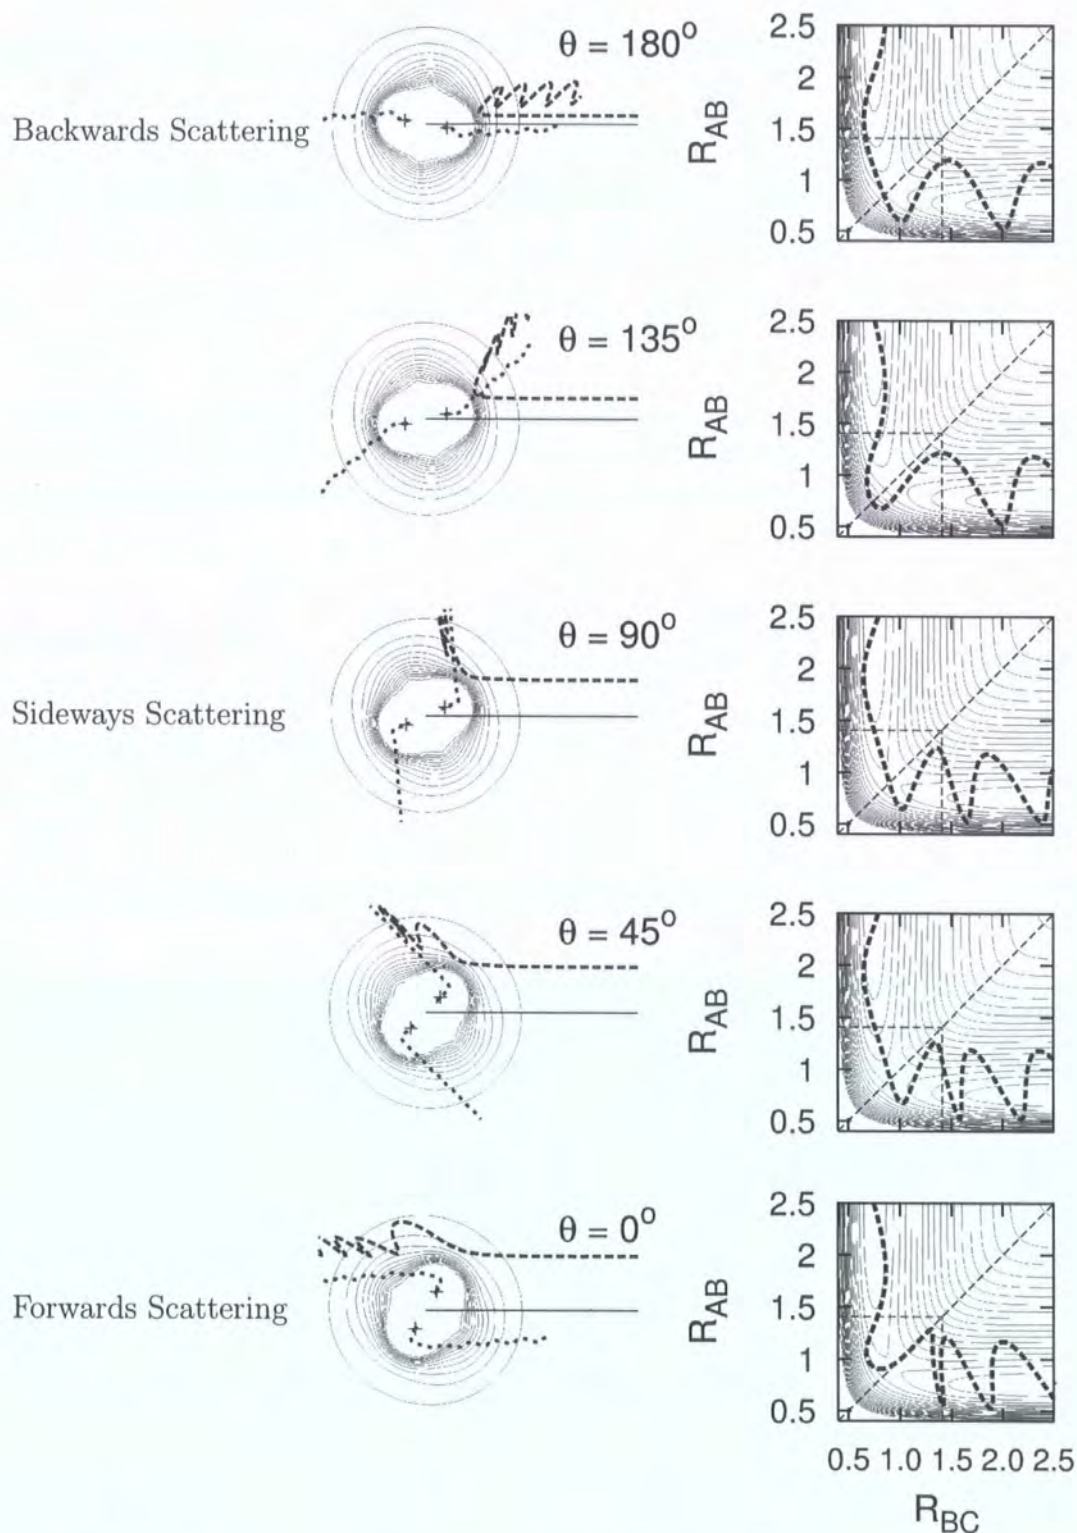 θ = 180°
2.5
2
Backwards Scattering
R_AB
1.5
1
0.5
θ = 135°
2.5
2
R_AB
1.5
1
0.5
θ = 90°
2.5
2
Sideways Scattering
R_AB
1.5
1
0.5
θ = 45°
2.5
2
R_AB
1.5
1
0.5
θ = 0°
2.5
2
Forwards Scattering
R_AB
1.5
1
0.5
0.5 1.0 1.5 2.0 2.5
R_BC